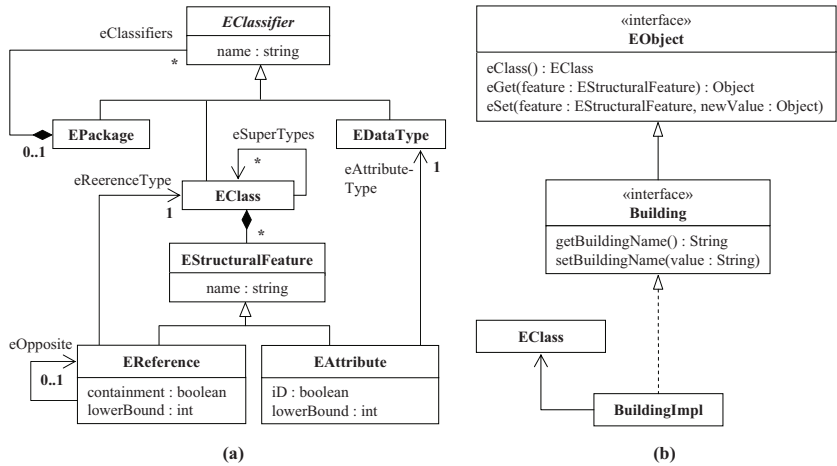 EClassifier
name : string
eClassifiers
*
EPackage
0..1
EDataType
eSuperTypes
*
eAttribute-
Type
1
eReerenceType
1
EClass
*
EStructuralFeature
name : string
eOpposite
0..1
EReference
containment : boolean
lowerBound : int
EAttribute
iD : boolean
lowerBound : int
(a)
«interface»
EObject
eClass() : EClass
eGet(feature : EStructuralFeature) : Object
eSet(feature : EStructuralFeature, newValue : Object)
«interface»
Building
getBuildingName() : String
setBuildingName(value : String)
EClass
BuildingImpl
(b)